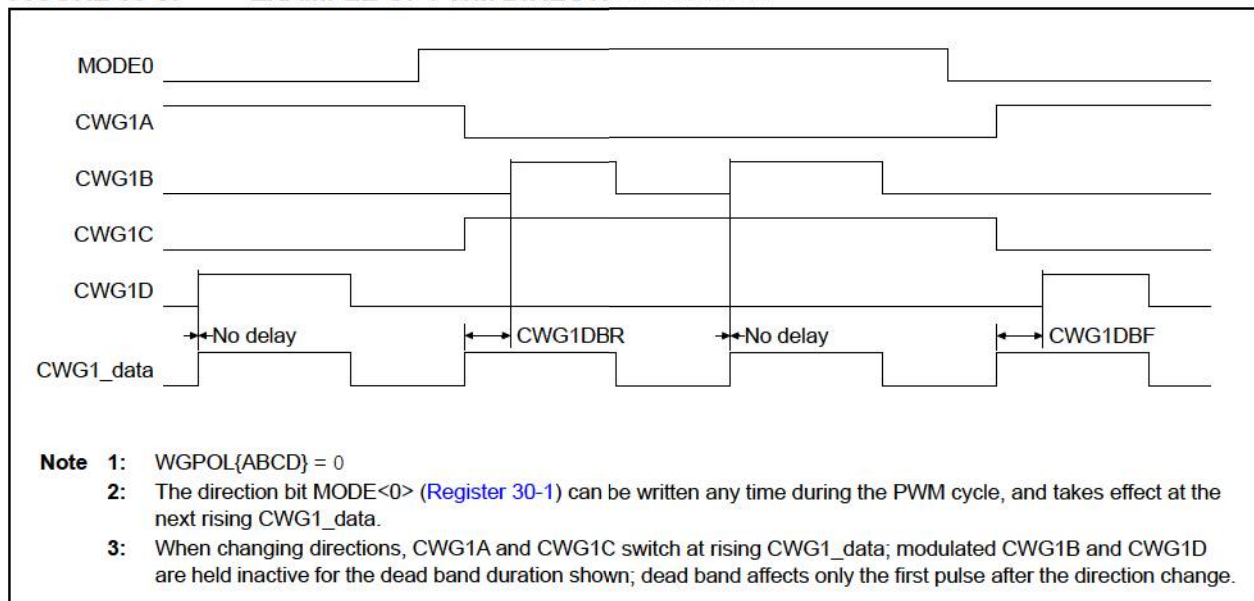 MODE0
CWG1A
CWG1B
CWG1C
CWG1D
No delay CWG1DBR No delay CWG1DBF
CWG1_data
Note 1: WGPOL{ABCD} = 0
2: The direction bit MODE<0> (Register 30-1) can be written any time during the PWM cycle, and takes effect at the
next rising CWG1_data.
3: When changing directions, CWG1A and CWG1C switch at rising CWG1_data; modulated CWG1B and CWG1D
are held inactive for the dead band duration shown; dead band affects only the first pulse after the direction change.